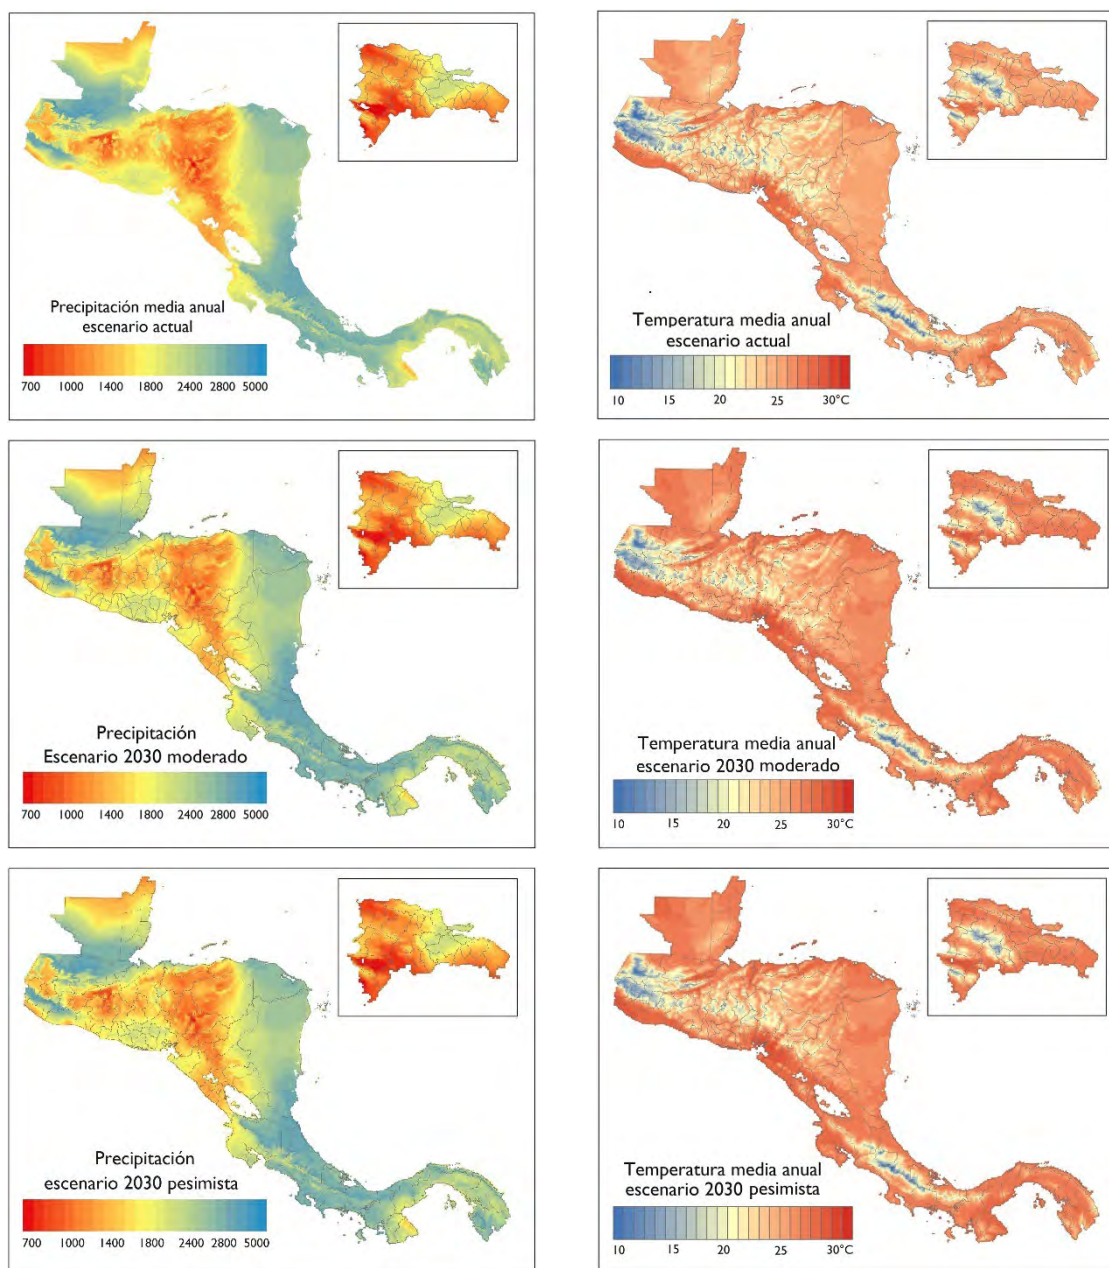 Precipitación media anual
escenario actual
700 1000 1400 1800 2400 2800 5000
Temperatura media anual
escenario actual
10 15 20 25 30°C
Precipitación
Escenario 2030 moderado
700 1000 1400 1800 2400 2800 5000
Temperatura media anual
escenario 2030 moderado
10 15 20 25 30°C
Precipitación
escenario 2030 pesimista
700 1000 1400 1800 2400 2800 5000
Temperatura media anual
escenario 2030 pesimista
10 15 20 25 30°C